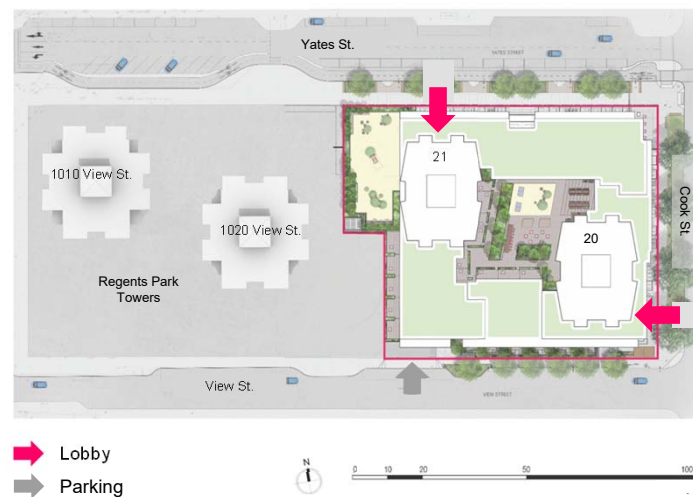 Yates St.
YATES STREET
21
1010 View St.
Cook St.
1020 View St.
20
Regents Park
Towers
View St.
VIEW STREET
Lobby
Parking
N
0 10 20 50 100